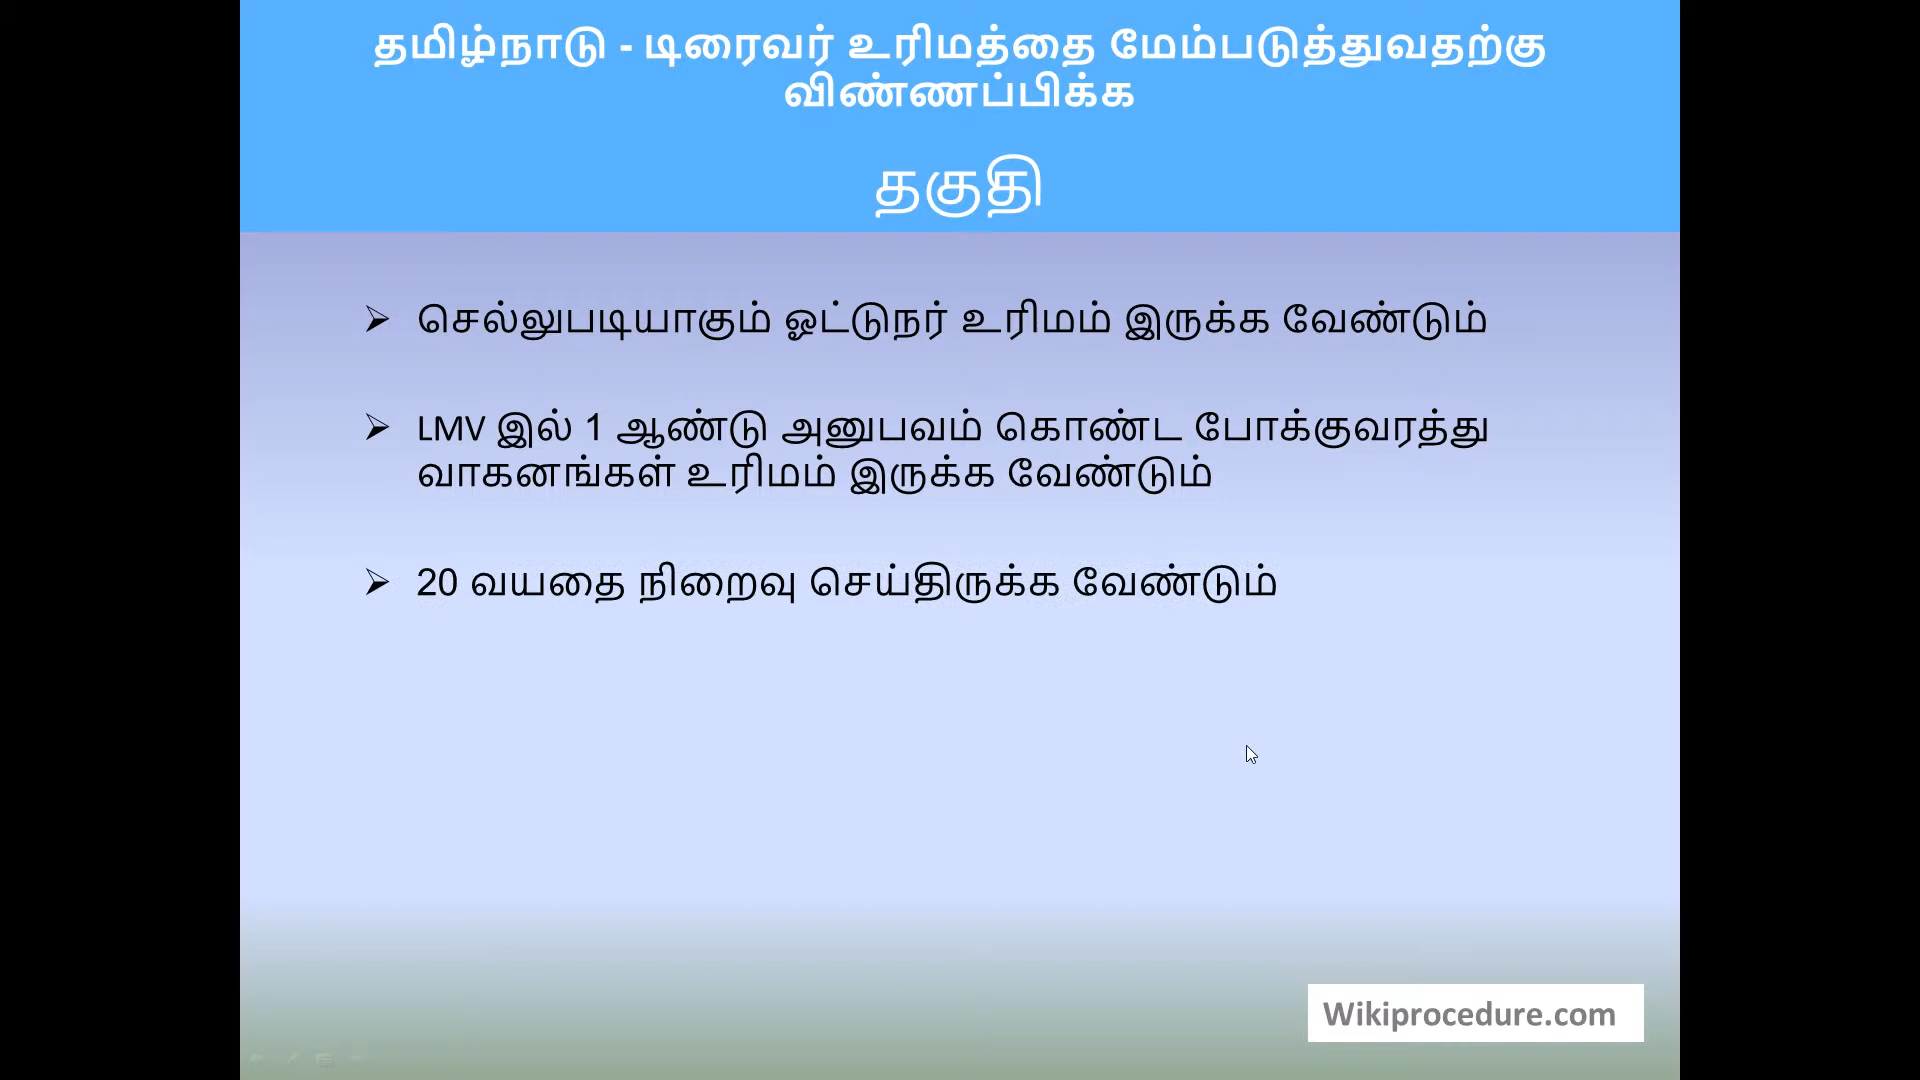 தமிழ்நாடு - டிரைவர் உரிமத்தை மேம்படுத்துவதற்கு
விண்ணப்பிக்க
தகுதி
➢ செல்லுபடியாகும் ஓட்டுநர் உரிமம் இருக்க வேண்டும்
➢ LMV இல் 1 ஆண்டு அனுபவம் கொண்ட போக்குவரத்து
வாகனங்கள் உரிமம் இருக்க வேண்டும்
➢ 20 வயதை நிறைவு செய்திருக்க வேண்டும்
Wikiprocedure.com